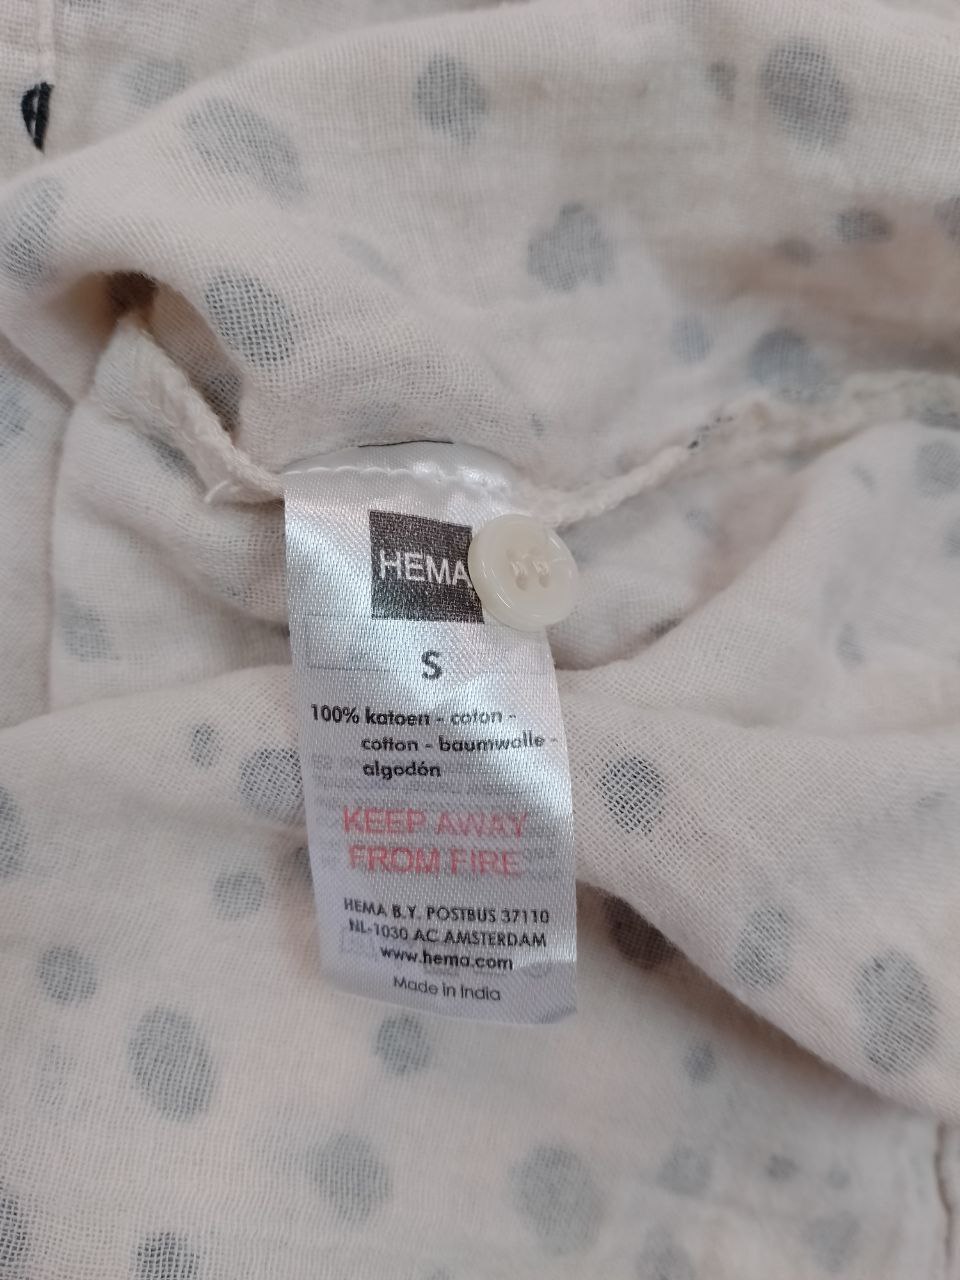 HEMA
S
100% katoen - coton -
cotton - baumwolle -
algodón
KEEP AWAY
FROM FIRE
HEMA B.V. POSTBUS 37110
NL-1030 AC AMSTERDAM
www.hema.com
Made in India